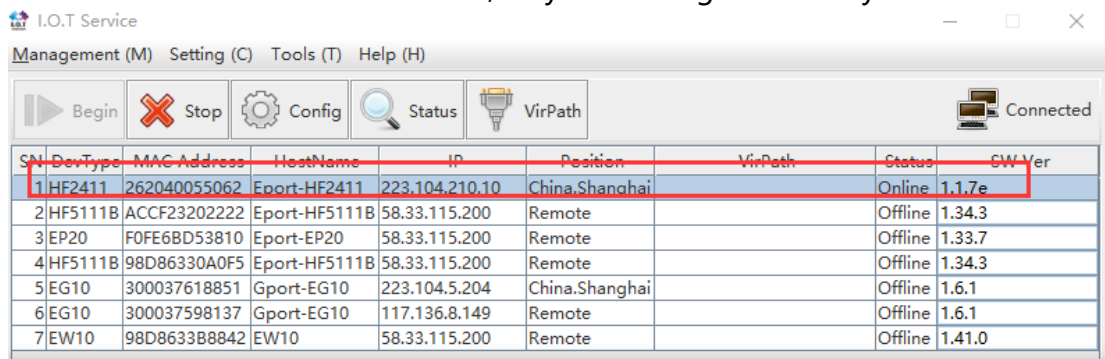 I.O.T Service
Management (M) Setting (C) Tools (T) Help (H)
Begin Stop Config Status VirPath Connected
SN DevType MAC Address HostName IP Position VirPath Status SW Ver
1 HF2411 262040055062 Eport-HF2411 223.104.210.10 China.Shanghai Online 1.1.7e
2 HF5111B ACCF23202222 Eport-HF5111B 58.33.115.200 Remote Offline 1.34.3
3 EP20 F0FE6BD53810 Eport-EP20 58.33.115.200 Remote Offline 1.33.7
4 HF5111B 98D86330A0F5 Eport-HF5111B 58.33.115.200 Remote Offline 1.34.3
5 EG10 300037618851 Gport-EG10 223.104.5.204 China.Shanghai Offline 1.6.1
6 EG10 300037598137 Gport-EG10 117.136.8.149 Remote Offline 1.6.1
7 EW10 98D8633B8842 EW10 58.33.115.200 Remote Offline 1.41.0